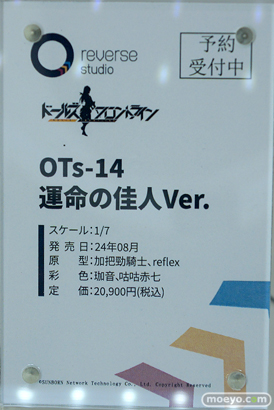 reverse
studio
予約
受付中
ドールズフロントライン
OTs-14
運命の佳人Ver.
スケール:1/7
発売日:24年08月
原型:加把勁騎士、reflex
彩色:珈音、咕咕赤七
定価:20,900円(税込)
©SUNBORN Network Technology Co., Ltd. Copyright Reserved
moeyo.com